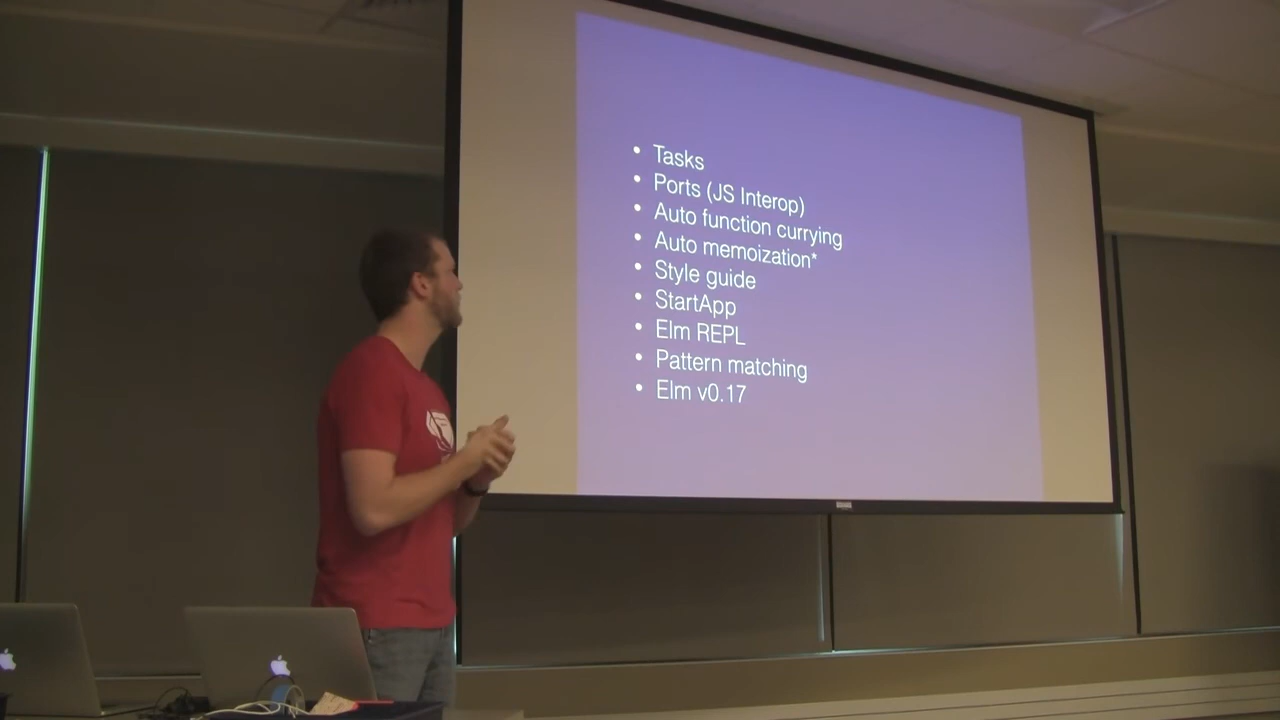 • Tasks
• Ports (JS Interop)
• Auto function currying
• Auto memoization*
• Style guide
• StartApp
• Elm REPL
• Pattern matching
• Elm v0.17